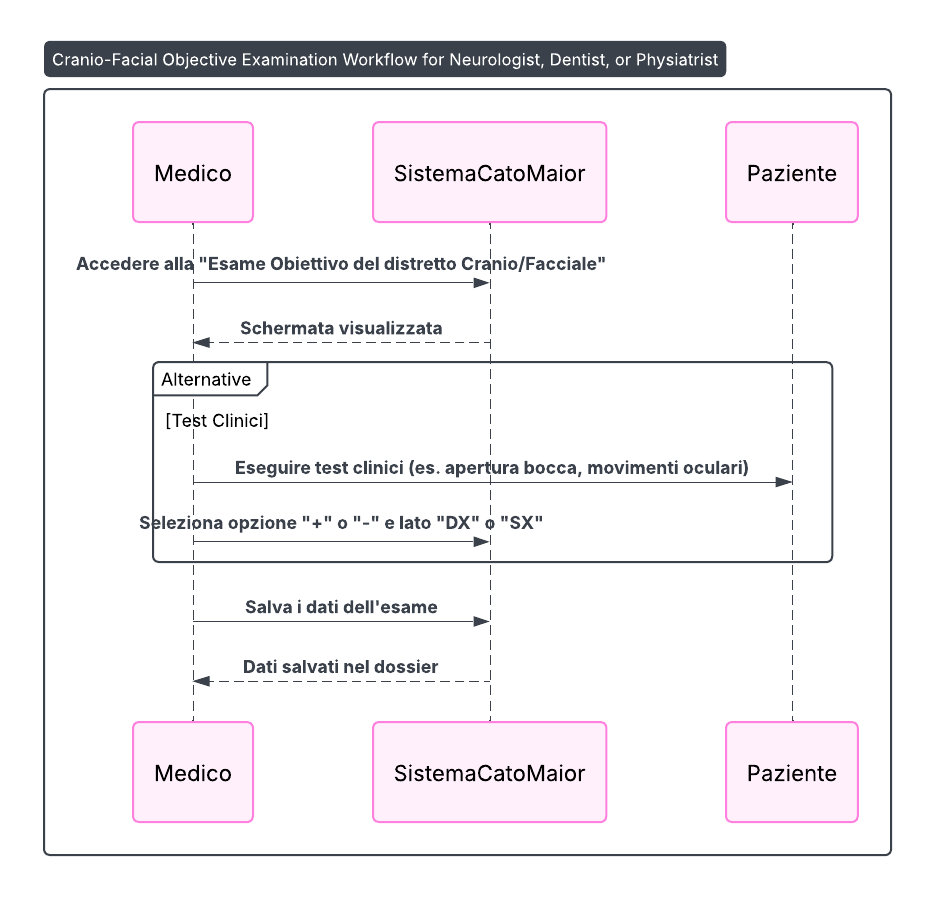 Cranio-Facial Objective Examination Workflow for Neurologist, Dentist, or Physiatrist
Medico
SistemaCatoMaior
Paziente
Accedere alla "Esame Obiettivo del distretto Cranio/Facciale"
Schermata visualizzata
Alternative
[Test Clinici]
Eseguire test clinici (es. apertura bocca, movimenti oculari)
Seleziona opzione "+" o "-" e lato "DX" o "SX"
Salva i dati dell'esame
Dati salvati nel dossier
Medico
SistemaCatoMaior
Paziente